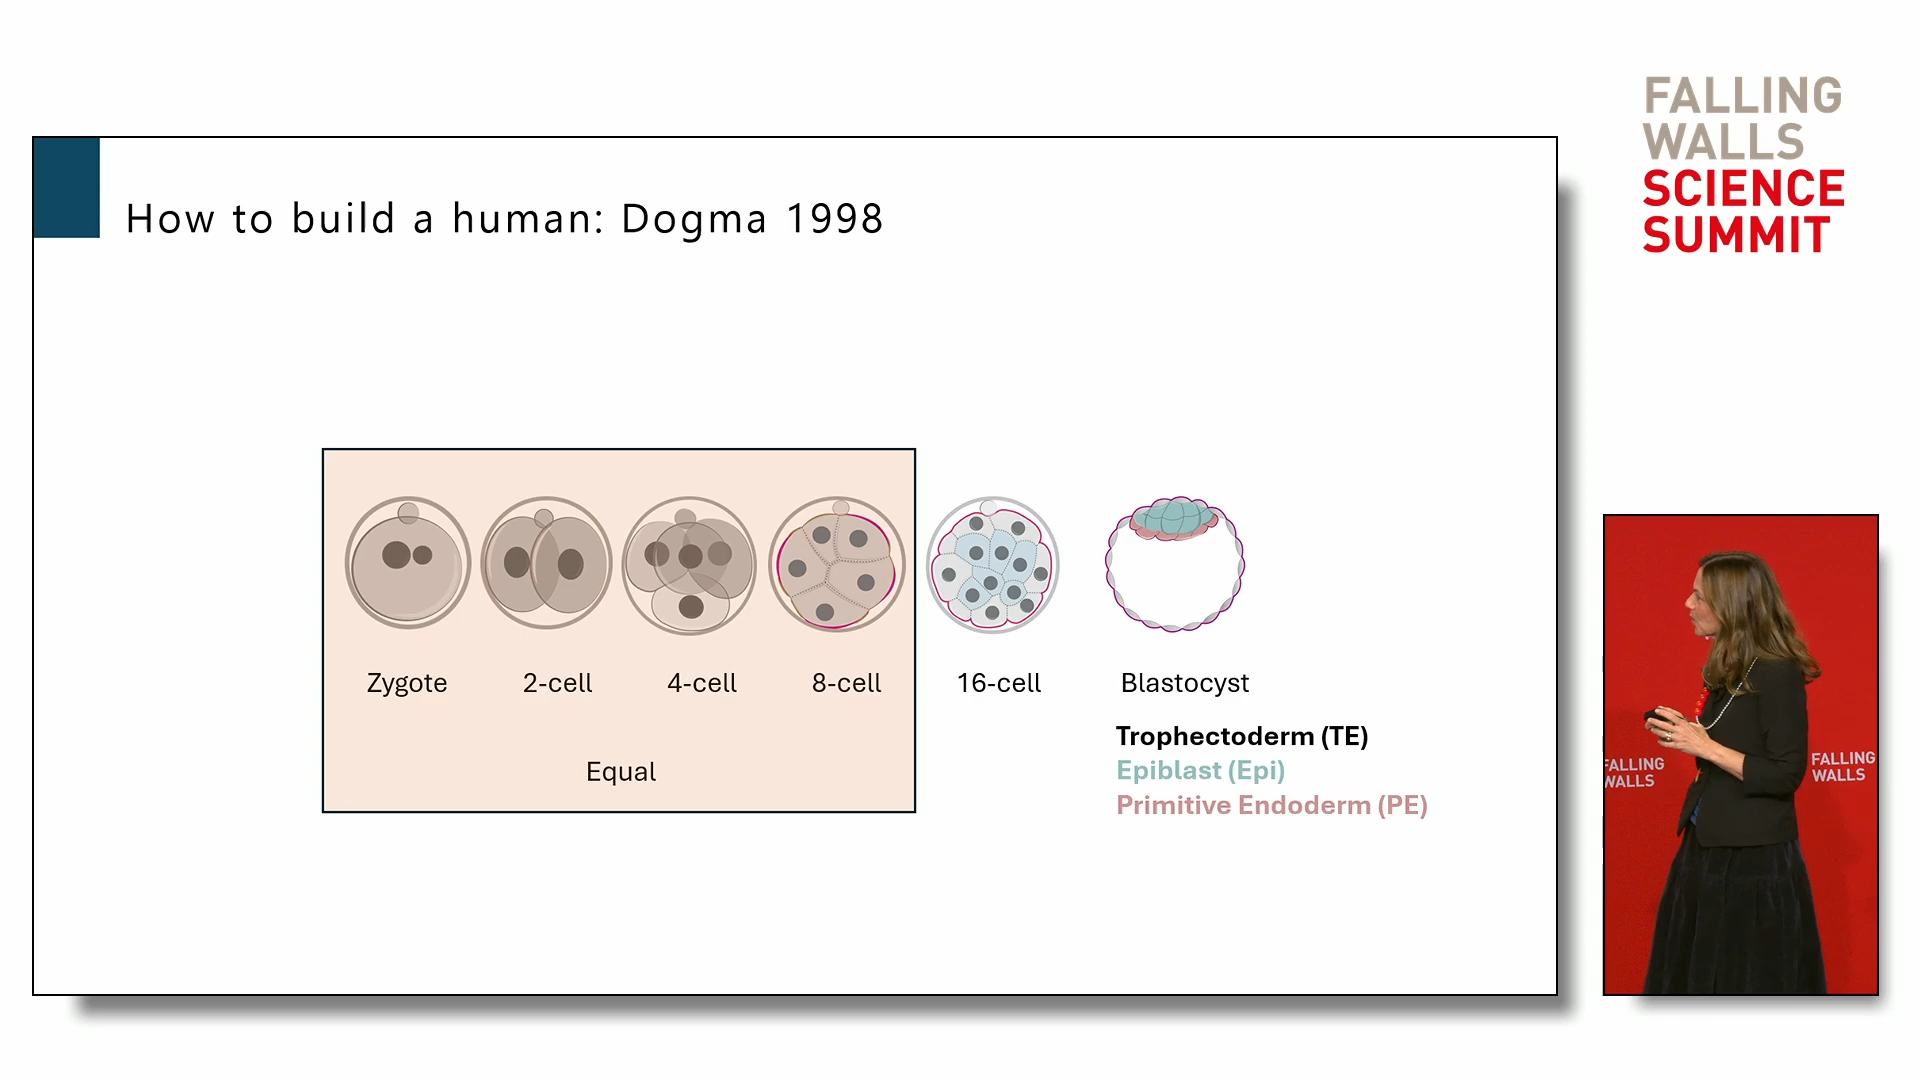 FALLING
WALLS
SCIENCE
SUMMIT
How to build a human: Dogma 1998
Zygote
2-cell
4-cell
8-cell
16-cell
Blastocyst
Equal
Trophectoderm (TE)
Epiblast (Epi)
Primitive Endoderm (PE)
FALLING
WALLS
FALLING
WALLS